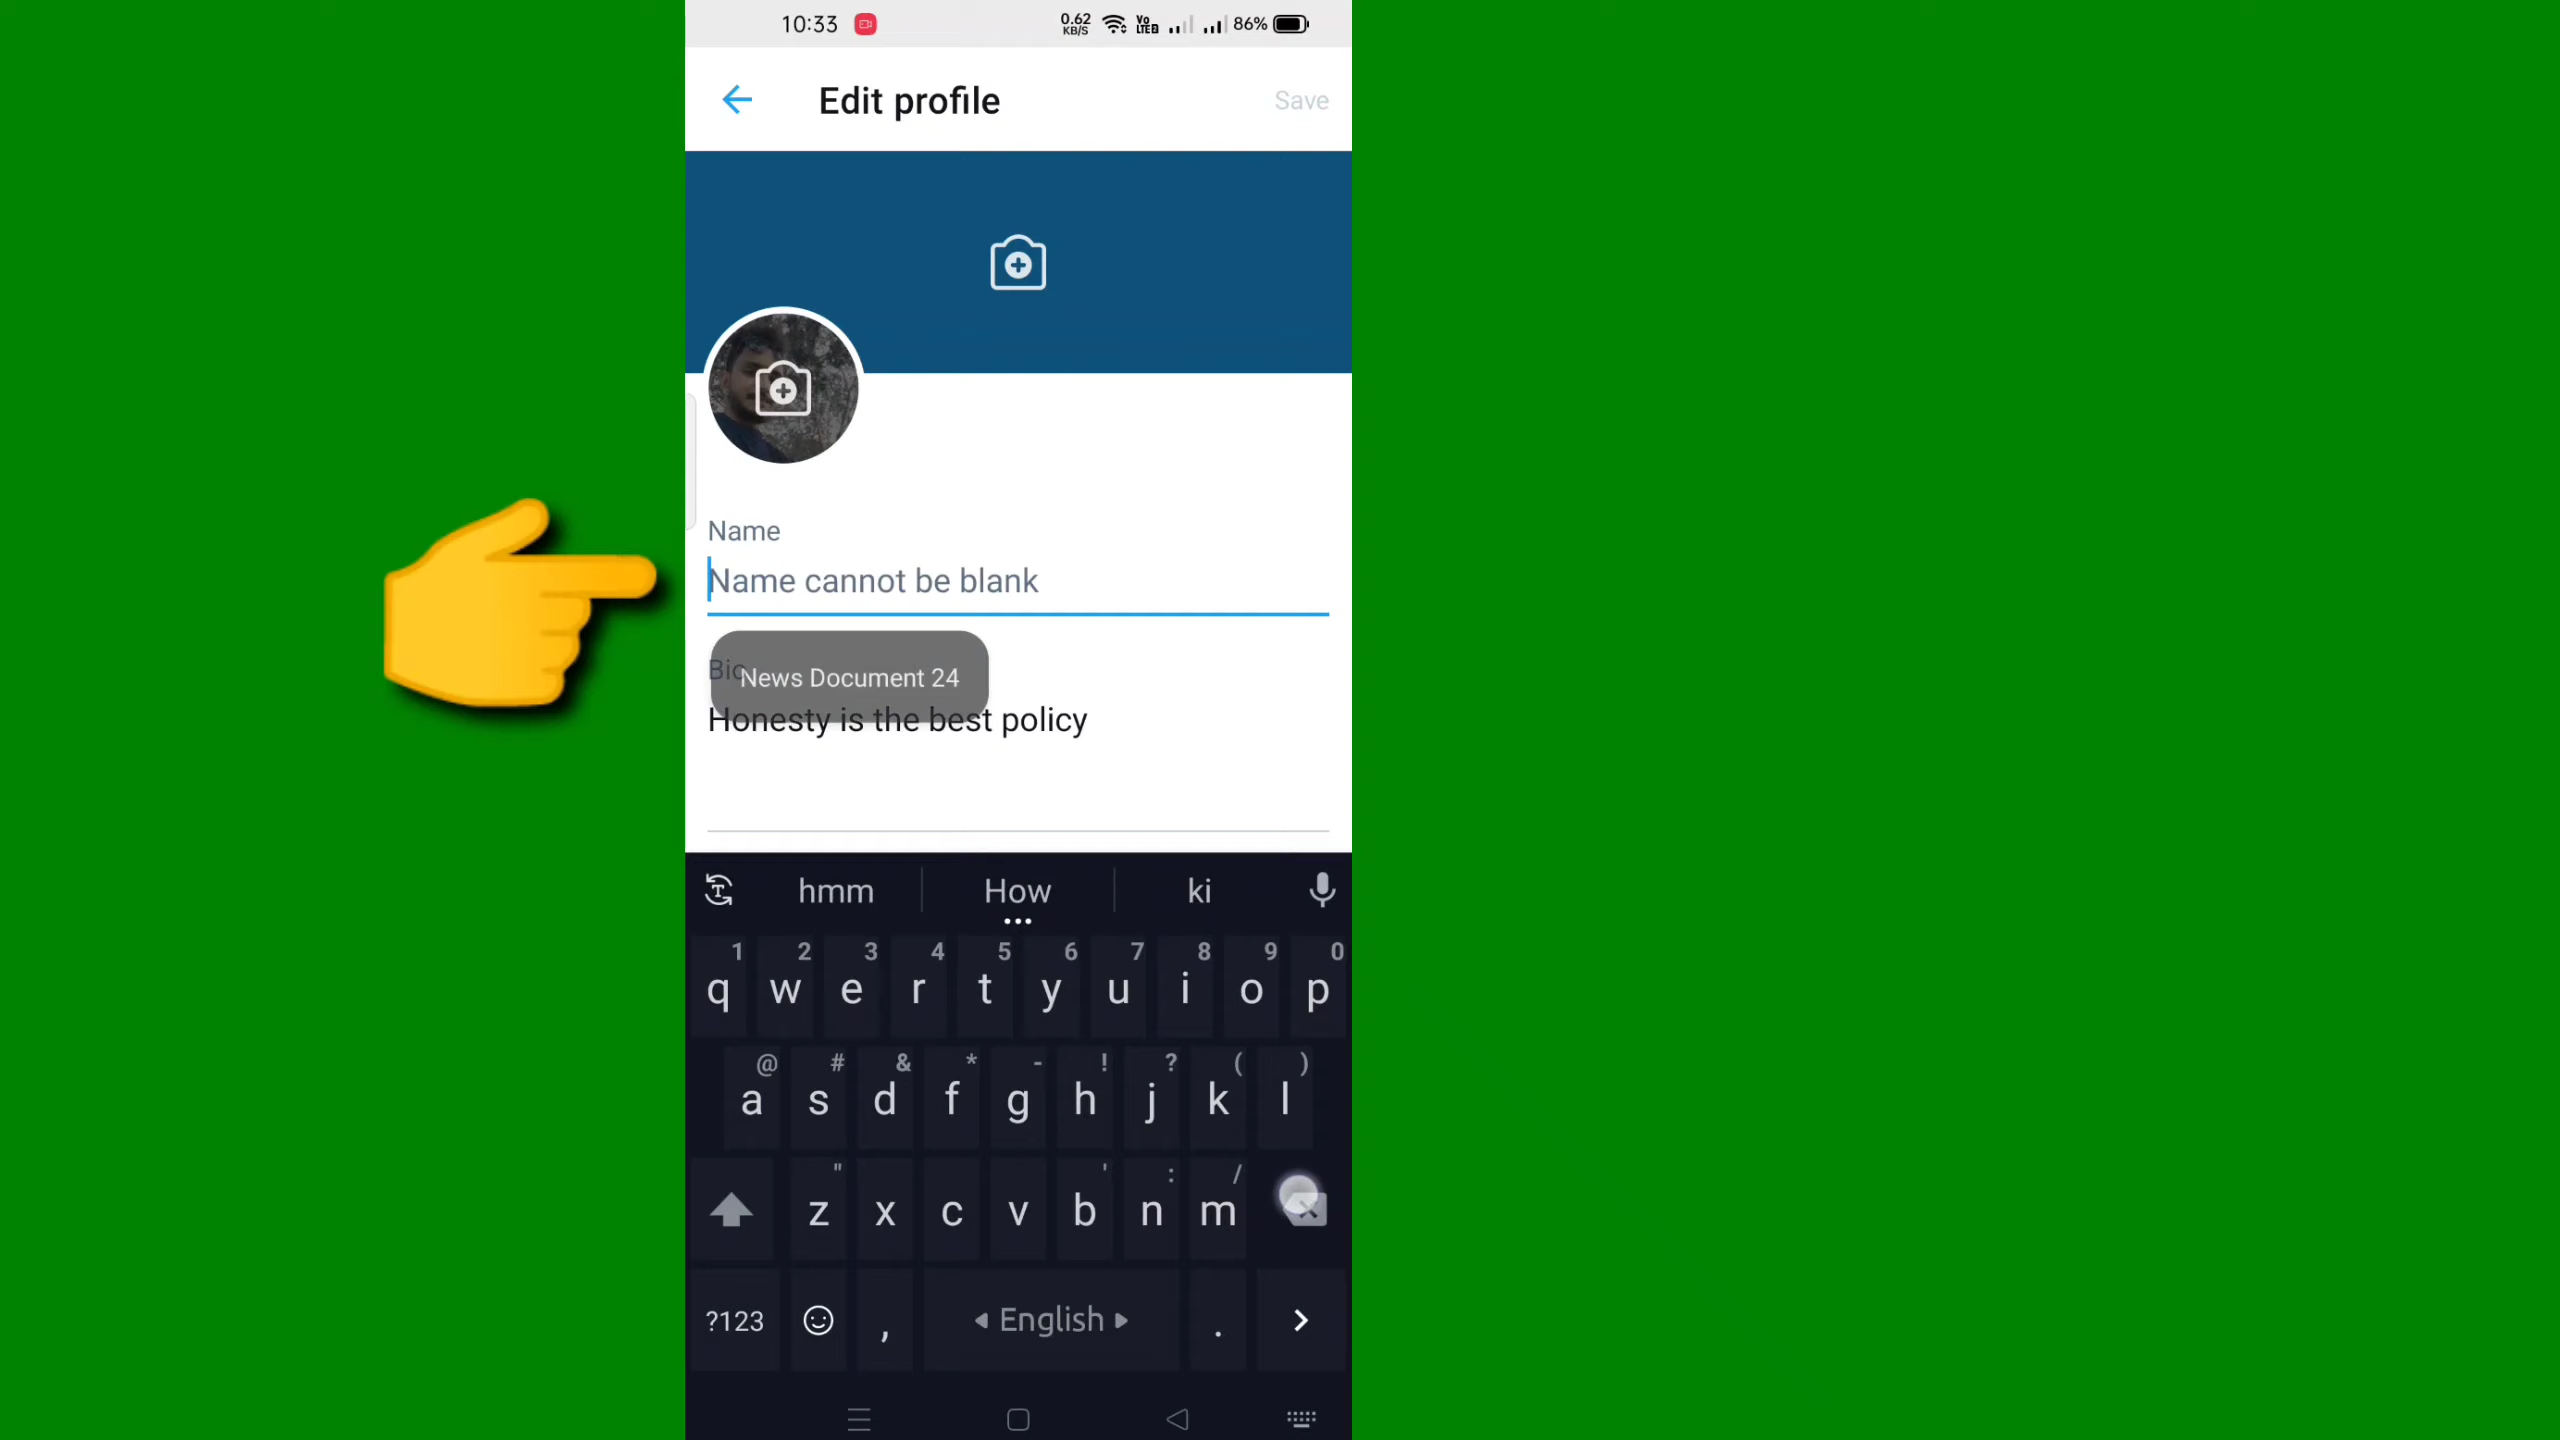 10:33 0.62 KB/S Vo LTE2 86%
Edit profile Save
Name
Name cannot be blank
Bio
News Document 24
Honesty is the best policy
hmm How ki
1 2 3 4 5 6 7 8 9 0
q w e r t y u i o p
@ # & * - ! ? ( )
a s d f g h j k l
" ' : /
z x c v b n m
?123 , English .